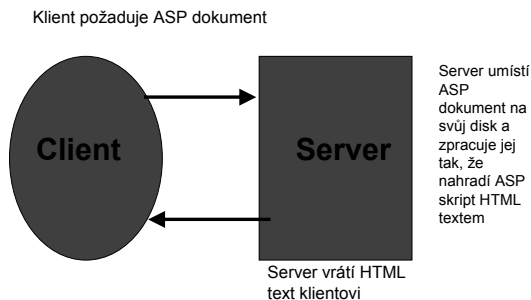 Klient požaduje ASP dokument
Client
Server
Server umístí
ASP
dokument na
svůj disk a
zpracuje jej
tak, že
nahradí ASP
skript HTML
textem
Server vrátí HTML
text klientovi